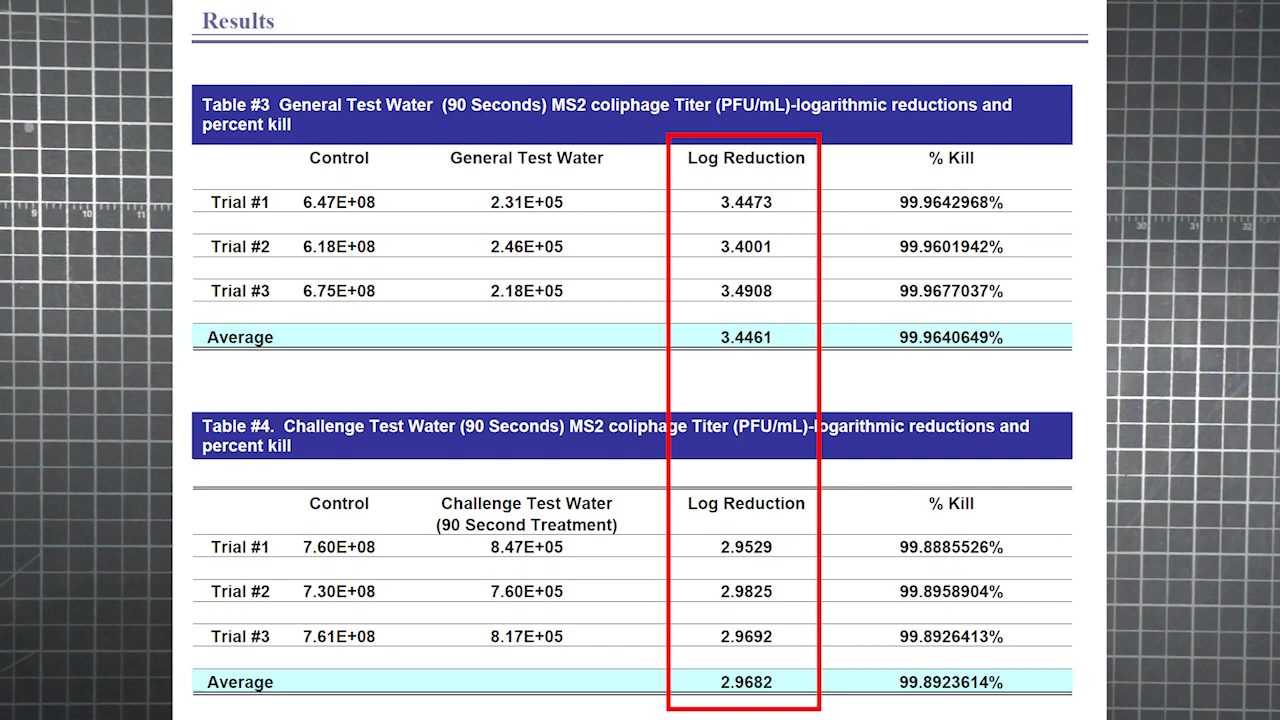 Results
Table #3 General Test Water (90 Seconds) MS2 coliphage Titer (PFU/mL)-logarithmic reductions and
percent kill
Control General Test Water Log Reduction % Kill
Trial #1 6.47E+08 2.31E+05 3.4473 99.9642968%
Trial #2 6.18E+08 2.46E+05 3.4001 99.9601942%
Trial #3 6.75E+08 2.18E+05 3.4908 99.9677037%
Average 3.4461 99.9640649%
Table #4. Challenge Test Water (90 Seconds) MS2 coliphage Titer (PFU/mL)-logarithmic reductions and
percent kill
Control Challenge Test Water Log Reduction % Kill
(90 Second Treatment)
Trial #1 7.60E+08 8.47E+05 2.9529 99.8885526%
Trial #2 7.30E+08 7.60E+05 2.9825 99.8958904%
Trial #3 7.61E+08 8.17E+05 2.9692 99.8926413%
Average 2.9682 99.8923614%
9 10 11
30 31 32